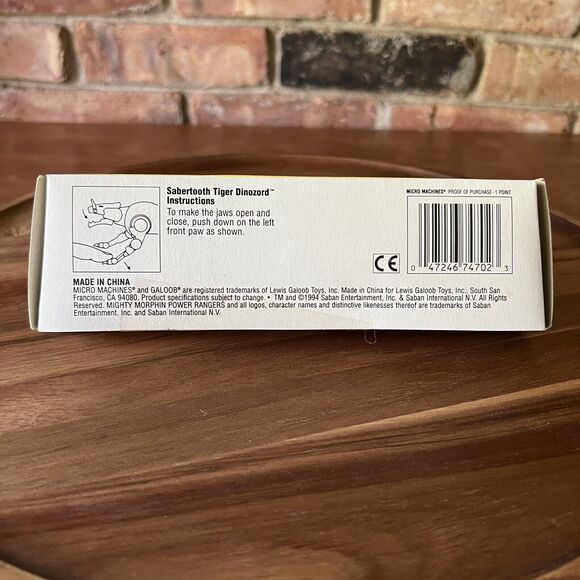 Sabertooth Tiger Dinozord™
Instructions
To make the jaws open and
close, push down on the left
front paw as shown.
MICRO MACHINES® PROOF OF PURCHASE - 1 POINT
CE
0 47246 74702 3
MADE IN CHINA
MICRO MACHINES® and GALOOB® are registered trademarks of Lewis Galoob Toys, Inc. Made in China for Lewis Galoob Toys, Inc., South San
Francisco, CA 94080. Product specifications subject to change. • TM and ©1994 Saban Entertainment, Inc. & Saban International N.V. All Rights
Reserved. MIGHTY MORPHIN POWER RANGERS and all logos, character names and distinctive likenesses thereof are trademarks of Saban
Entertainment, Inc. and Saban International N.V.